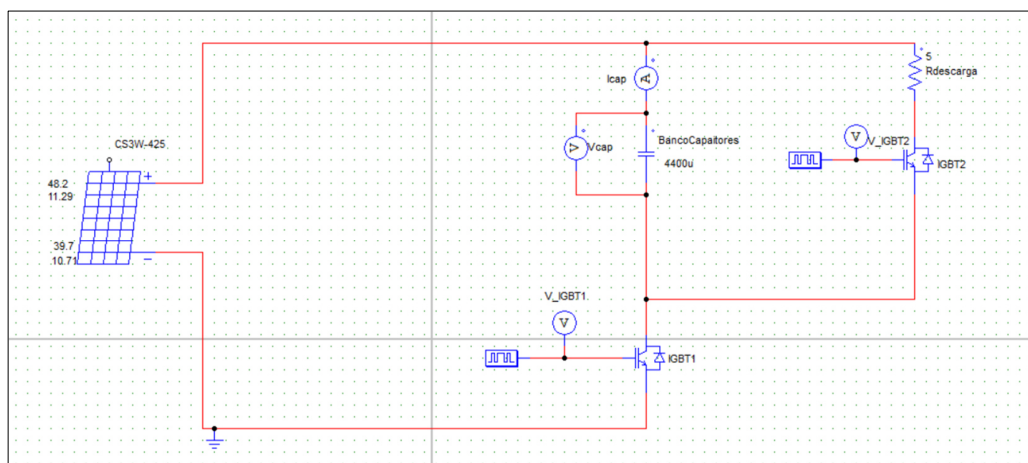 5
Rdescarga
Icap
A
CS3W-425
V
Vcap
BancoCapaitores
4400u
V
V_IGBT2
IGBT2
48.2
11.29
39.7
10.71
V_IGBT1
V
IGBT1